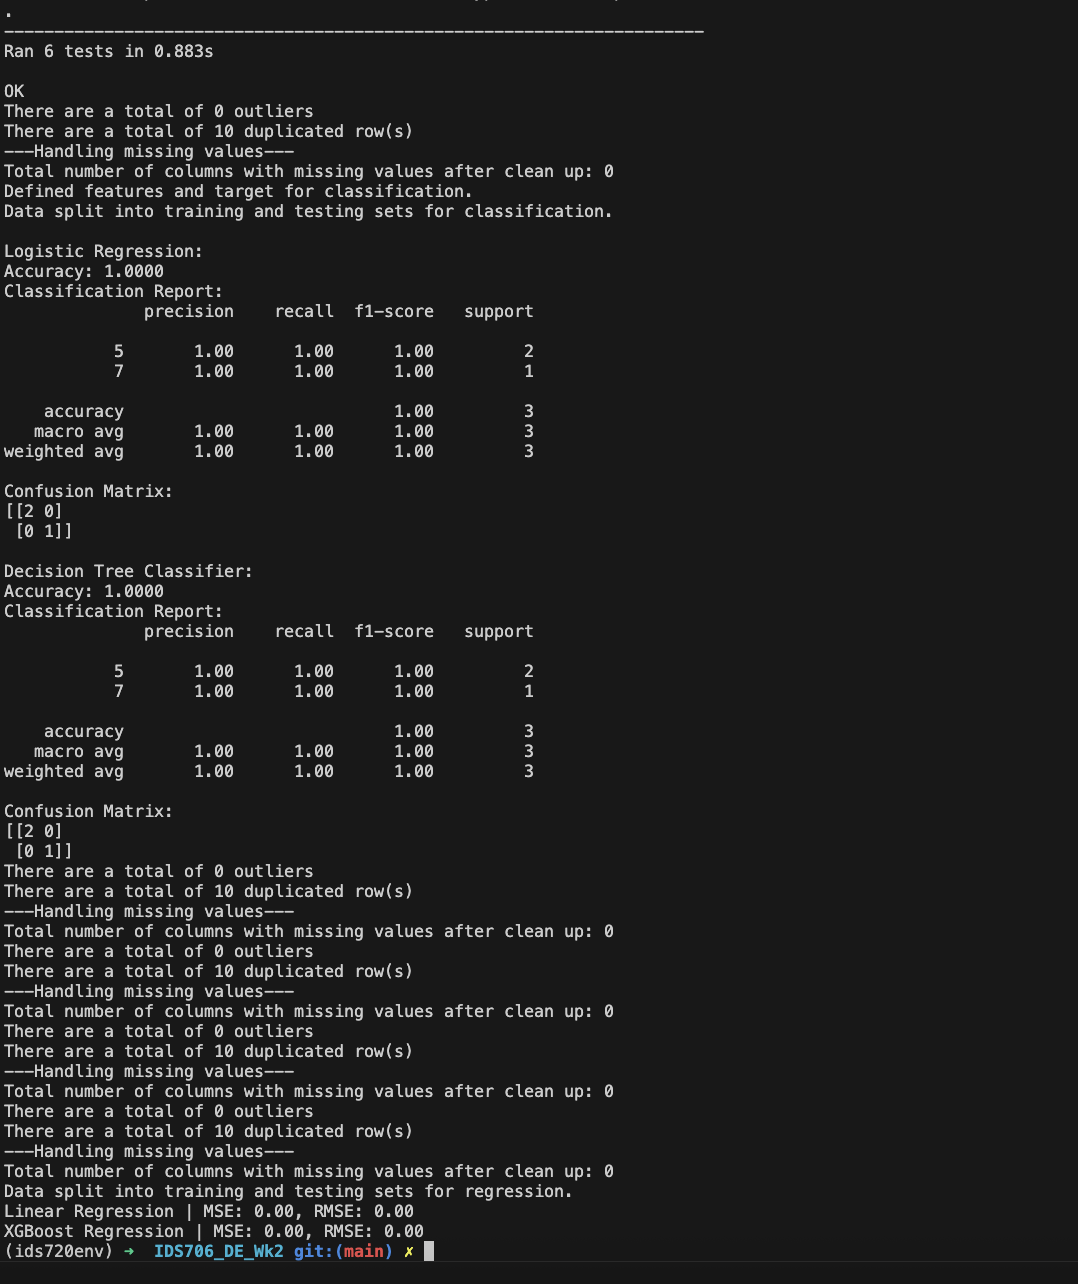 .
----------------------------------------------------------------------
Ran 6 tests in 0.883s
OK
There are a total of 0 outliers
There are a total of 10 duplicated row(s)
---Handling missing values---
Total number of columns with missing values after clean up: 0
Defined features and target for classification.
Data split into training and testing sets for classification.
Logistic Regression:
Accuracy: 1.0000
Classification Report:
              precision    recall  f1-score   support
           5       1.00      1.00      1.00         2
           7       1.00      1.00      1.00         1
    accuracy                           1.00         3
   macro avg       1.00      1.00      1.00         3
weighted avg       1.00      1.00      1.00         3
Confusion Matrix:
[[2 0]
 [0 1]]
Decision Tree Classifier:
Accuracy: 1.0000
Classification Report:
              precision    recall  f1-score   support
           5       1.00      1.00      1.00         2
           7       1.00      1.00      1.00         1
    accuracy                           1.00         3
   macro avg       1.00      1.00      1.00         3
weighted avg       1.00      1.00      1.00         3
Confusion Matrix:
[[2 0]
 [0 1]]
There are a total of 0 outliers
There are a total of 10 duplicated row(s)
---Handling missing values---
Total number of columns with missing values after clean up: 0
There are a total of 0 outliers
There are a total of 10 duplicated row(s)
---Handling missing values---
Total number of columns with missing values after clean up: 0
There are a total of 0 outliers
There are a total of 10 duplicated row(s)
---Handling missing values---
Total number of columns with missing values after clean up: 0
There are a total of 0 outliers
There are a total of 10 duplicated row(s)
---Handling missing values---
Total number of columns with missing values after clean up: 0
Data split into training and testing sets for regression.
Linear Regression | MSE: 0.00, RMSE: 0.00
XGBoost Regression | MSE: 0.00, RMSE: 0.00
(ids720env) ➜  IDS706_DE_Wk2 git:(main) ✗